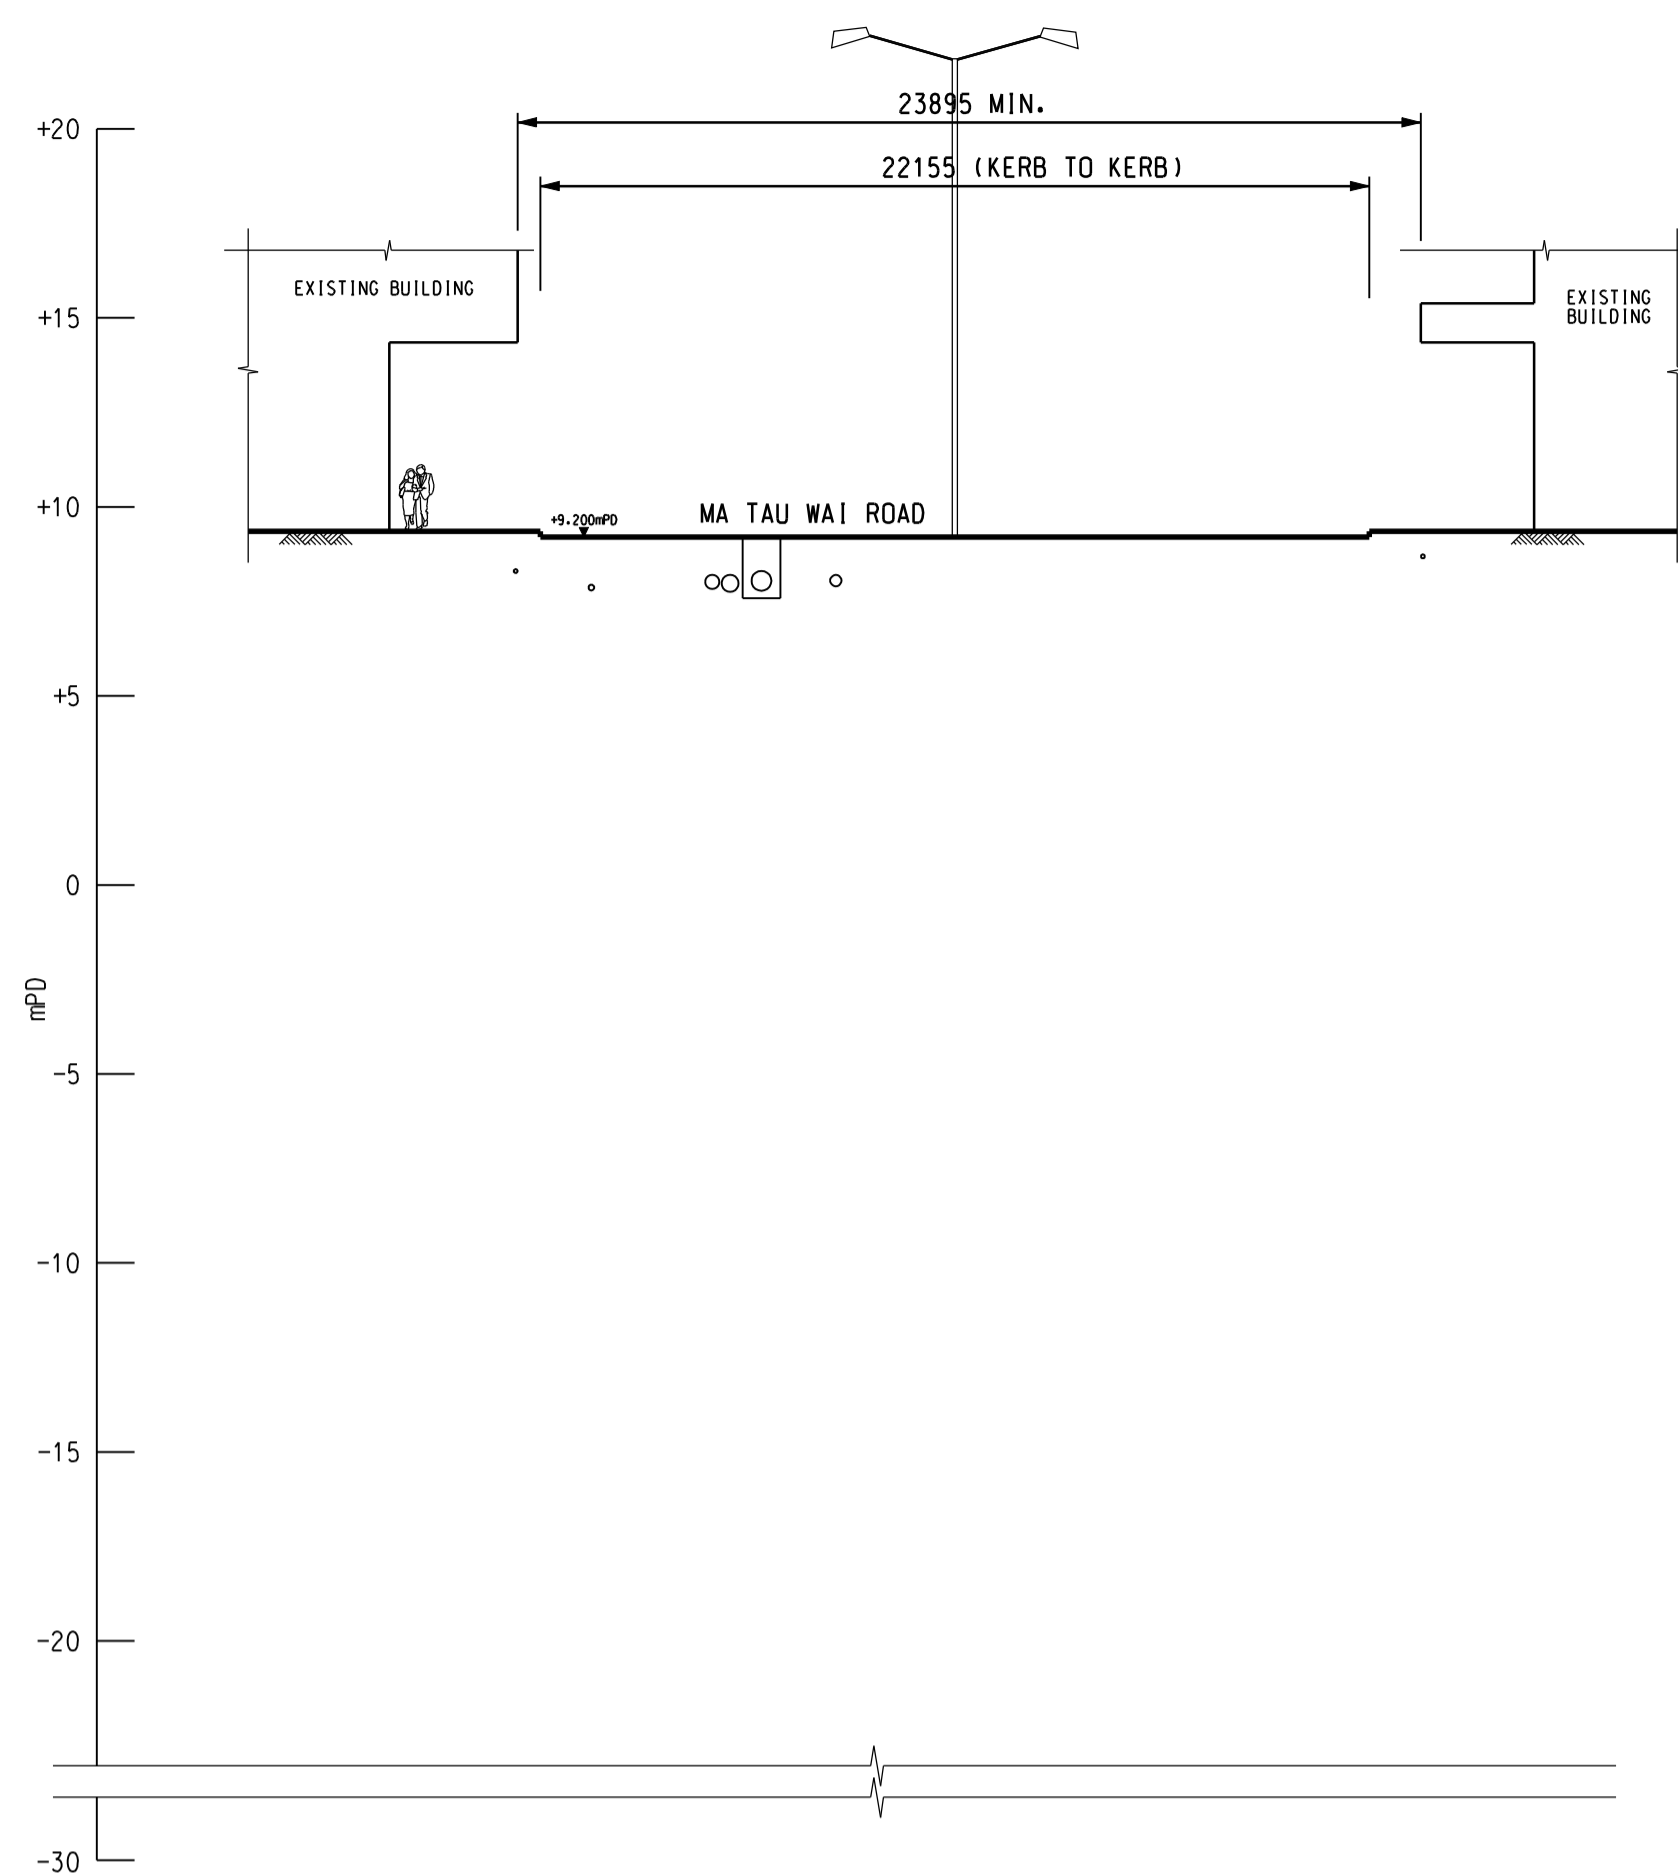 23895 MIN.
+20
22155 (KERB TO KERB)
EXISTING BUILDING
EXISTING
BUILDING
+15
+10
+9.200mPD
MA TAU WAI ROAD
+5
0
mPD
-5
-10
-15
-20
-30